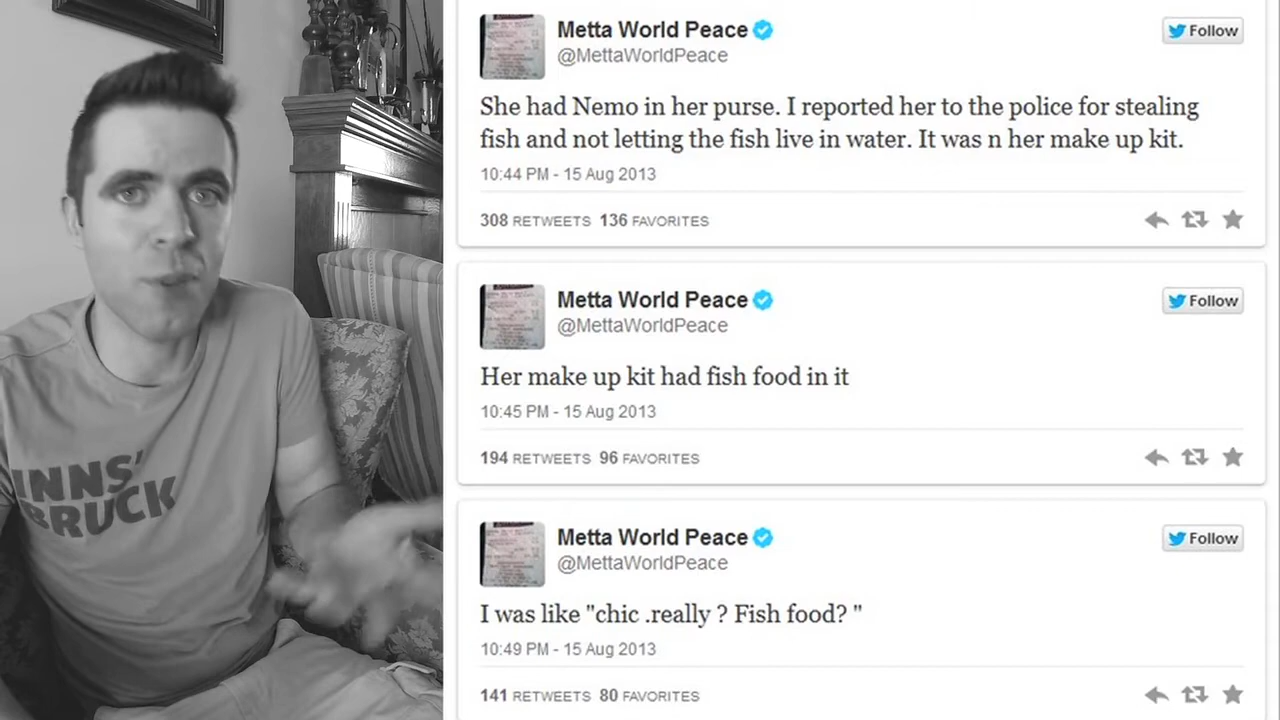 INNS'
BRUCK
Metta World Peace
@MettaWorldPeace
Follow
She had Nemo in her purse. I reported her to the police for stealing
fish and not letting the fish live in water. It was n her make up kit.
10:44 PM - 15 Aug 2013
308 RETWEETS 136 FAVORITES
Metta World Peace
@MettaWorldPeace
Follow
Her make up kit had fish food in it
10:45 PM - 15 Aug 2013
194 RETWEETS 96 FAVORITES
Metta World Peace
@MettaWorldPeace
Follow
I was like "chic .really ? Fish food? "
10:49 PM - 15 Aug 2013
141 RETWEETS 80 FAVORITES